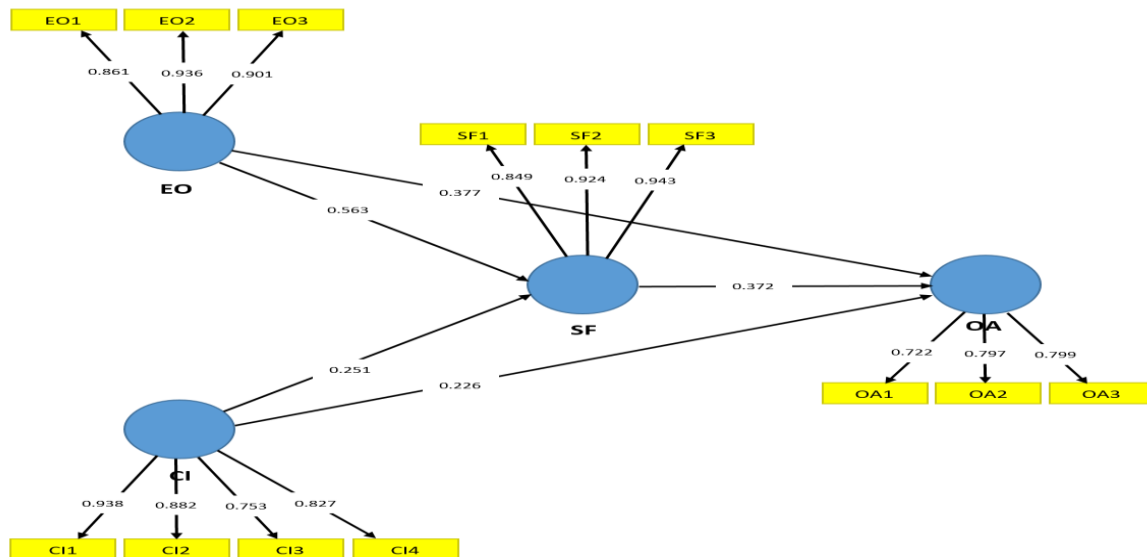 EO1 EO2 EO3
0.861 0.936 0.901
EO
SF1 SF2 SF3
0.849 0.924 0.943
0.377
0.563
SF
0.372
OA
0.722 0.797 0.799
OA1 OA2 OA3
0.251
0.226
CI
0.938 0.882 0.753 0.827
CI1 CI2 CI3 CI4